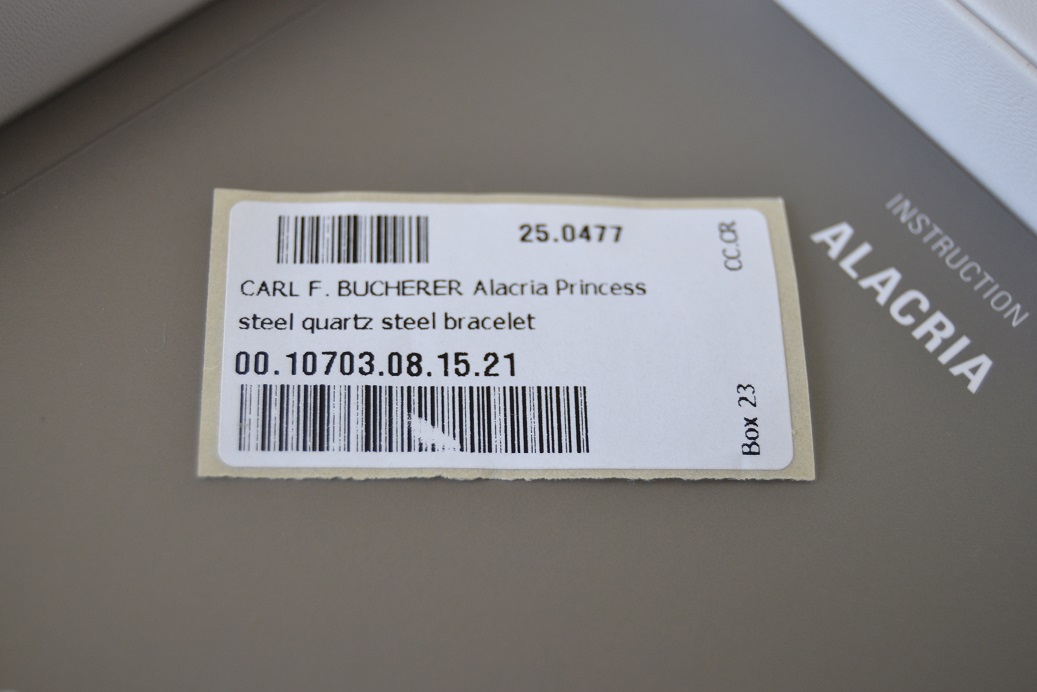 25.0477
CC.CR
CARL F. BUCHERER Alacria Princess
steel quartz steel bracelet
00.10703.08.15.21
Box 23
INSTRUCTION
ALACRIA